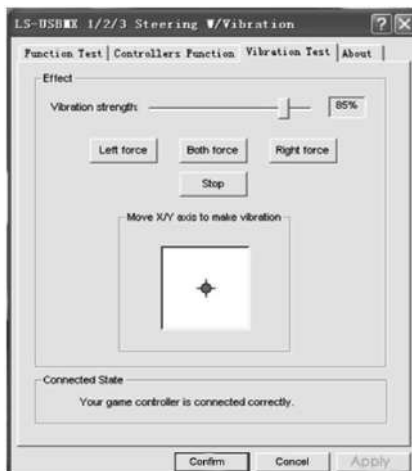 LS-USBMX 1/2/3 Steering W/Vibration
Function Test Controllers Function Vibration Test About
Effect
Vibration strength 85%
Left force Both force Right force
Stop
Move X/Y axis to make vibration
Connected State
Your game controller is connected correctly.
Confirm Cancel Apply